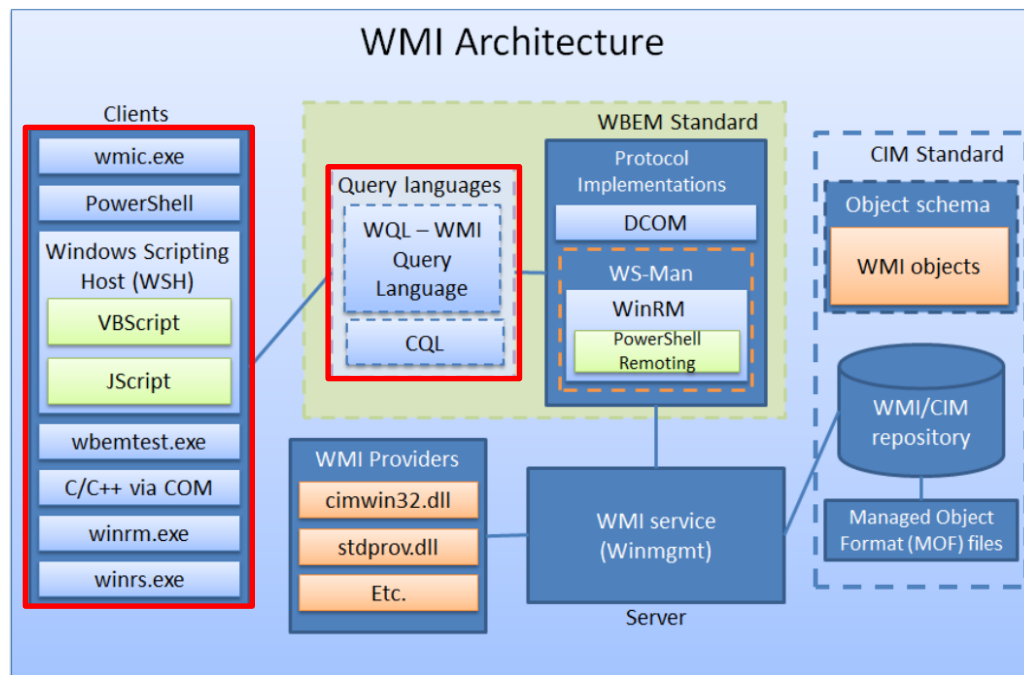 WMI Architecture
Clients
wmic.exe
PowerShell
Windows Scripting
Host (WSH)
VBScript
JScript
wbemtest.exe
C/C++ via COM
winrm.exe
winrs.exe
WBEM Standard
Query languages
WQL – WMI
Query
Language
CQL
Protocol
Implementations
DCOM
WS-Man
WinRM
PowerShell
Remoting
WMI Providers
cimwin32.dll
stdprov.dll
Etc.
WMI service
(Winmgmt)
Server
CIM Standard
Object schema
WMI objects
WMI/CIM
repository
Managed Object
Format (MOF) files